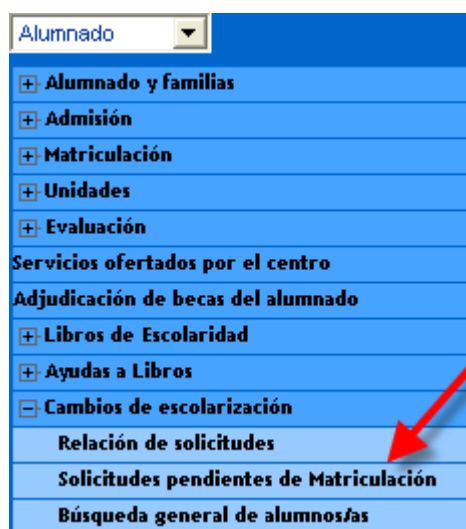 Alumnado
Alumnado y familias
Admisión
Matriculación
Unidades
Evaluación
Servicios ofertados por el centro
Adjudicación de becas del alumnado
Libros de Escolaridad
Ayudas a Libros
Cambios de escolarización
Relación de solicitudes
Solicitudes pendientes de Matriculación
Búsqueda general de alumnos/as